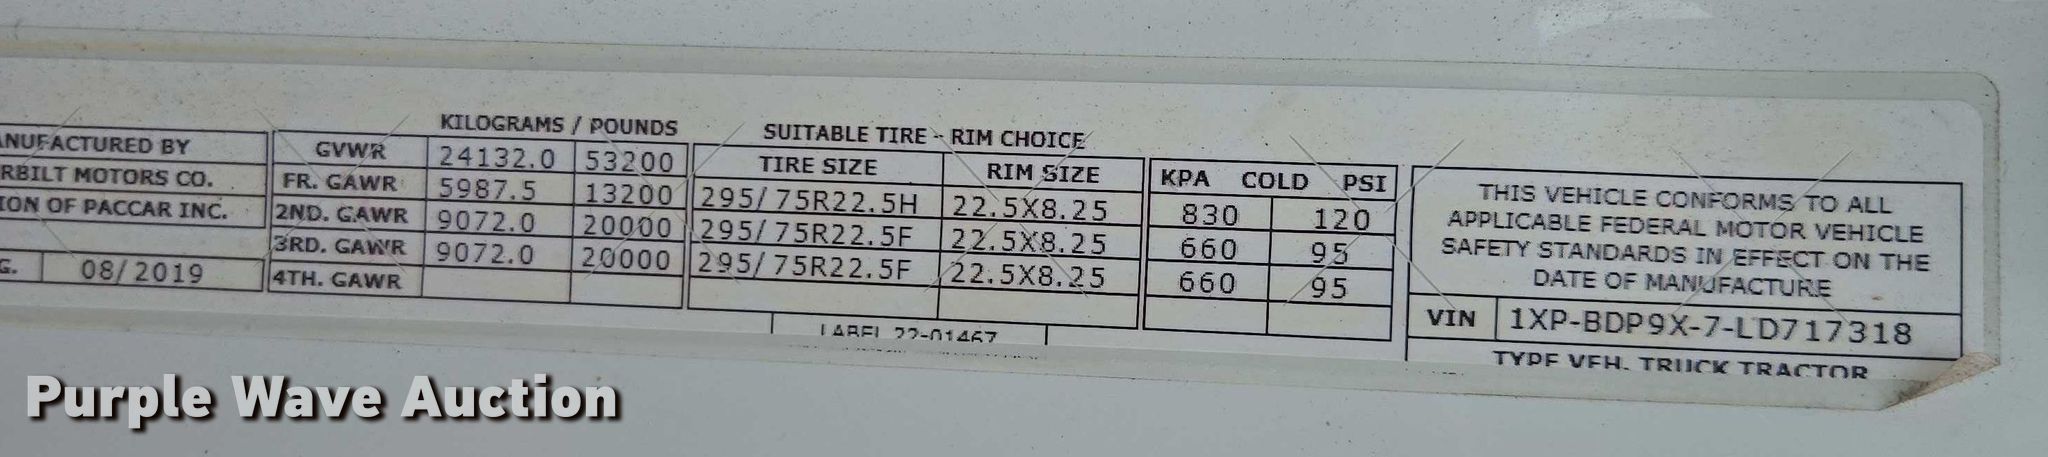 KILOGRAMS / POUNDS SUITABLE TIRE - RIM CHOICE
ANUFACTURED BY
RBILT MOTORS CO.
ION OF PACCAR INC.
G. 08/2019
GVWR 24132.0 53200 TIRE SIZE RIM SIZE KPA COLD PSI
FR. GAWR 5987.5 13200 295/75R22.5H 22.5X8.25 830 120
2ND. GAWR 9072.0 20000 295/75R22.5F 22.5X8.25 660 95
3RD. GAWR 9072.0 20000 295/75R22.5F 22.5X8.25 660 95
4TH. GAWR
LABEL 22-01467
THIS VEHICLE CONFORMS TO ALL
APPLICABLE FEDERAL MOTOR VEHICLE
SAFETY STANDARDS IN EFFECT ON THE
DATE OF MANUFACTURE
VIN 1XP-BDP9X-7-LD717318
TYPE VEH. TRUCK TRACTOR
Purple Wave Auction